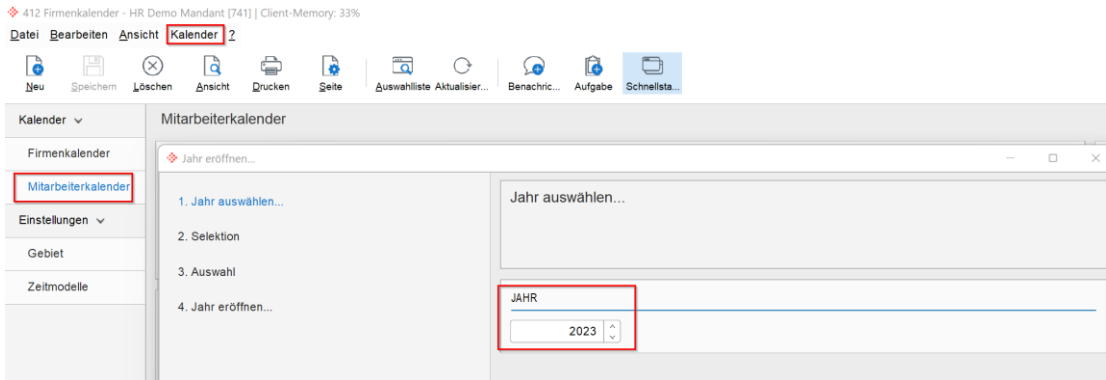 412 Firmenkalender - HR Demo Mandant [741] | Client-Memory: 33%
Datei Bearbeiten Ansicht Kalender ?
Neu Speichern Löschen Ansicht Drucken Seite Auswahlliste Aktualisier... Benachric... Aufgabe Schnellsta...
Kalender
Mitarbeiterkalender
Firmenkalender
Jahr eröffnen...
Mitarbeiterkalender
1. Jahr auswählen...
Jahr auswählen...
Einstellungen
2. Selektion
Gebiet
3. Auswahl
Zeitmodelle
4. Jahr eröffnen...
JAHR
2023